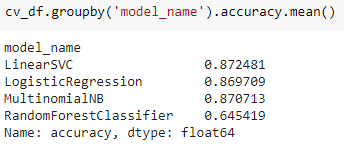 cv_df.groupby('model_name').accuracy.mean()
model_name
LinearSVC 0.872481
LogisticRegression 0.869709
MultinomialNB 0.870713
RandomForestClassifier 0.645419
Name: accuracy, dtype: float64